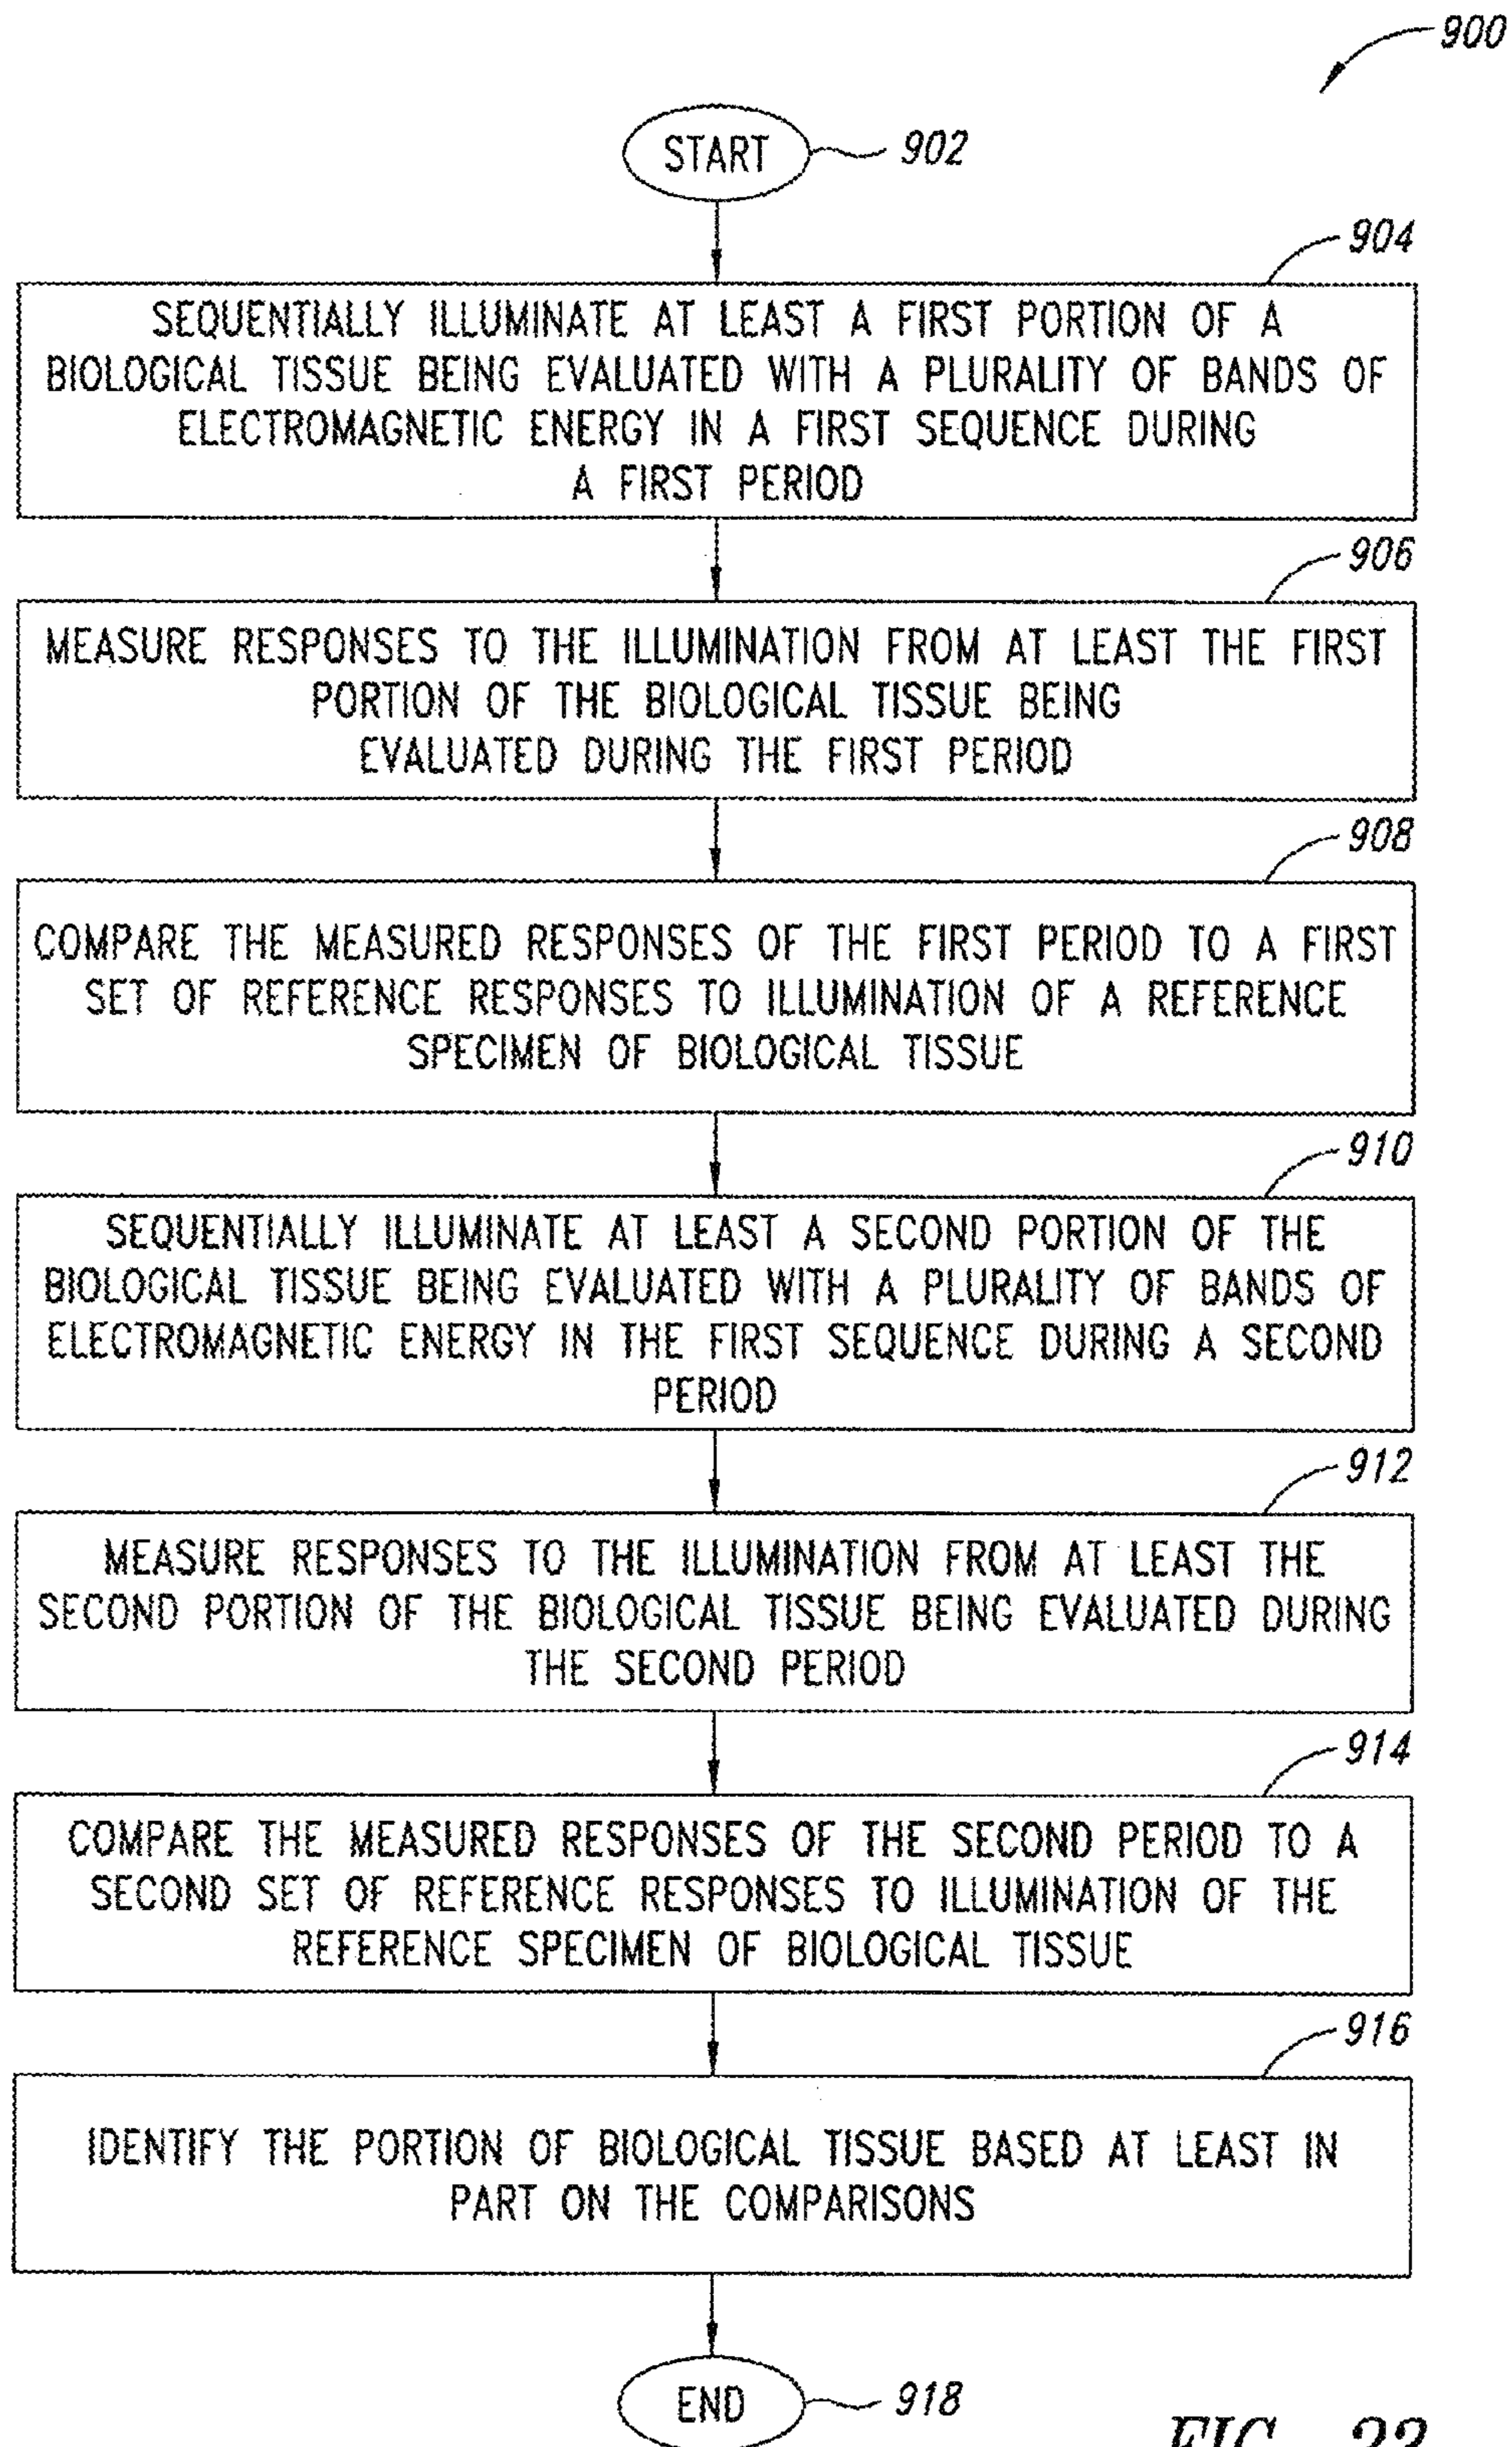 900
START
902
904
SEQUENTIALLY ILLUMINATE AT LEAST A FIRST PORTION OF A
BIOLOGICAL TISSUE BEING EVALUATED WITH A PLURALITY OF BANDS OF
ELECTROMAGNETIC ENERGY IN A FIRST SEQUENCE DURING
A FIRST PERIOD
906
MEASURE RESPONSES TO THE ILLUMINATION FROM AT LEAST THE FIRST
PORTION OF THE BIOLOGICAL TISSUE BEING
EVALUATED DURING THE FIRST PERIOD
908
COMPARE THE MEASURED RESPONSES OF THE FIRST PERIOD TO A FIRST
SET OF REFERENCE RESPONSES TO ILLUMINATION OF A REFERENCE
SPECIMEN OF BIOLOGICAL TISSUE
910
SEQUENTIALLY ILLUMINATE AT LEAST A SECOND PORTION OF THE
BIOLOGICAL TISSUE BEING EVALUATED WITH A PLURALITY OF BANDS OF
ELECTROMAGNETIC ENERGY IN THE FIRST SEQUENCE DURING A SECOND
PERIOD
912
MEASURE RESPONSES TO THE ILLUMINATION FROM AT LEAST THE
SECOND PORTION OF THE BIOLOGICAL TISSUE BEING EVALUATED DURING
THE SECOND PERIOD
914
COMPARE THE MEASURED RESPONSES OF THE SECOND PERIOD TO A
SECOND SET OF REFERENCE RESPONSES TO ILLUMINATION OF THE
REFERENCE SPECIMEN OF BIOLOGICAL TISSUE
916
IDENTIFY THE PORTION OF BIOLOGICAL TISSUE BASED AT LEAST IN
PART ON THE COMPARISONS
END
918